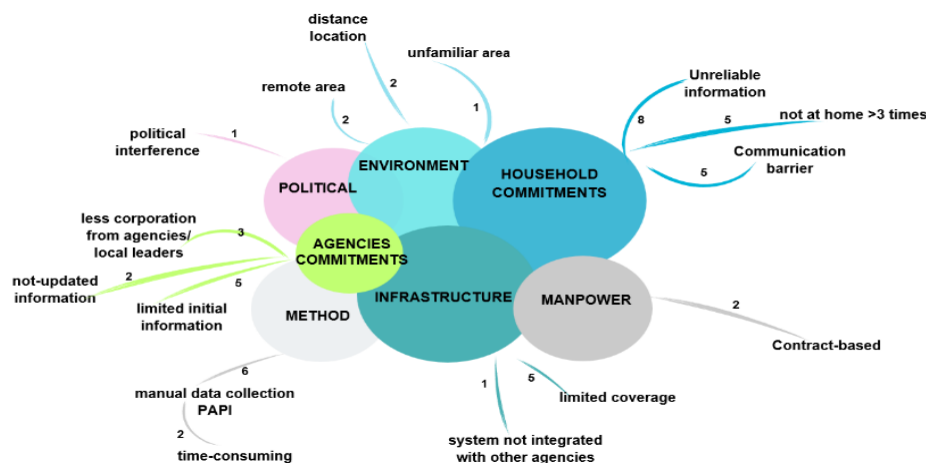 distance
location
unfamiliar area
remote area
2
2
1
Unreliable
information
8
5
not at home >3 times
Communication
barrier
5
political
interference
1
ENVIRONMENT
HOUSEHOLD
COMMITMENTS
POLITICAL
less corporation
from agencies/
local leaders
3
AGENCIES
COMMITMENTS
not-updated
information
2
5
limited initial
information
METHOD
INFRASTRUCTURE
MANPOWER
2
Contract-based
6
manual data collection
PAPI
2
time-consuming
1
5
limited coverage
system not integrated
with other agencies